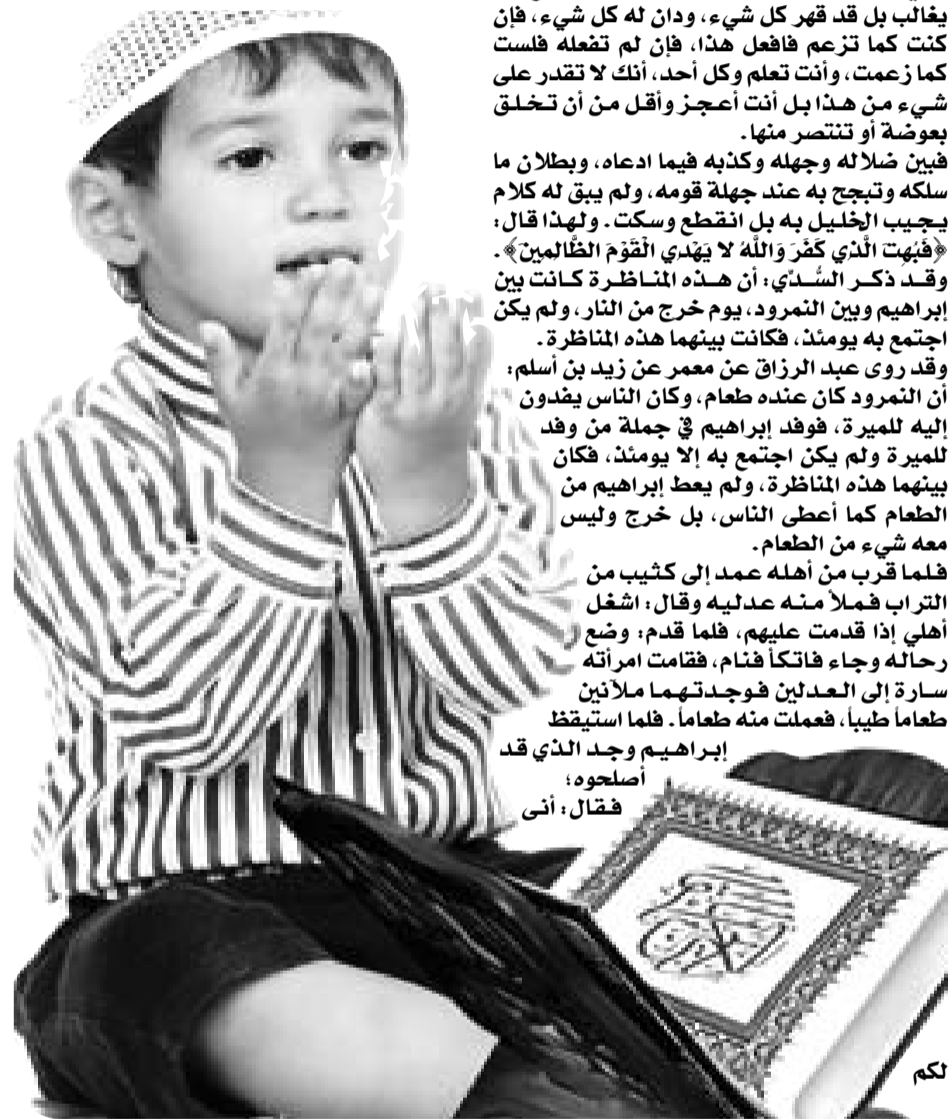 يغالب بل قد قهر كل شيء، ودان له كل شيء، فإن
كنت كما تزعم فافعل هذا، فإن لم تفعله فلست
كما زعمت، وأنت تعلم وكل أحد، أنك لا تقدر على
شيء من هذا بل أنت أعجز وأقل من أن تخلق
بعوضة أو تنتصر منها.
فبين ضلاله وجهله وكذبه فيما ادعاه، وبطلان ما
سلكه وتبجح به عند جهلة قومه، ولم يبق له كلام
يجيب الخليل به بل انقطع وسكت. ولهذا قال:
﴿فَبُهِتَ الَّذِي كَفَرَ وَاللَّهُ لا يَهْدِي الْقَوْمَ الظَّالِمِينَ﴾.
وقد ذكر السُّدِّي: أن هذه المناظرة كانت بين
إبراهيم وبين النمرود، يوم خرج من النار، ولم يكن
اجتمع به يومئذ، فكانت بينهما هذه المناظرة.
وقد روى عبد الرزاق عن معمر عن زيد بن أسلم:
أن النمرود كان عنده طعام، وكان الناس يفدون
إليه للميرة، فوفد إبراهيم في جملة من وفد
للميرة ولم يكن اجتمع به إلا يومئذ، فكان
بينهما هذه المناظرة، ولم يعط إبراهيم من
الطعام كما أعطى الناس، بل خرج وليس
معه شيء من الطعام.
فلما قرب من أهله عمد إلى كثيب من
التراب فملأ منه عدليه وقال: اشغل
أهلي إذا قدمت عليهم، فلما قدم: وضع
رحاله وجاء فاتكأ فنام، فقامت امرأته
سارة إلى العدلين فوجدتهما ملآنين
طعاماً طيباً، فعملت منه طعاماً. فلما استيقظ
إبراهيم وجد الذي قد
أصلحوه؛
فقال: أنى
لكم